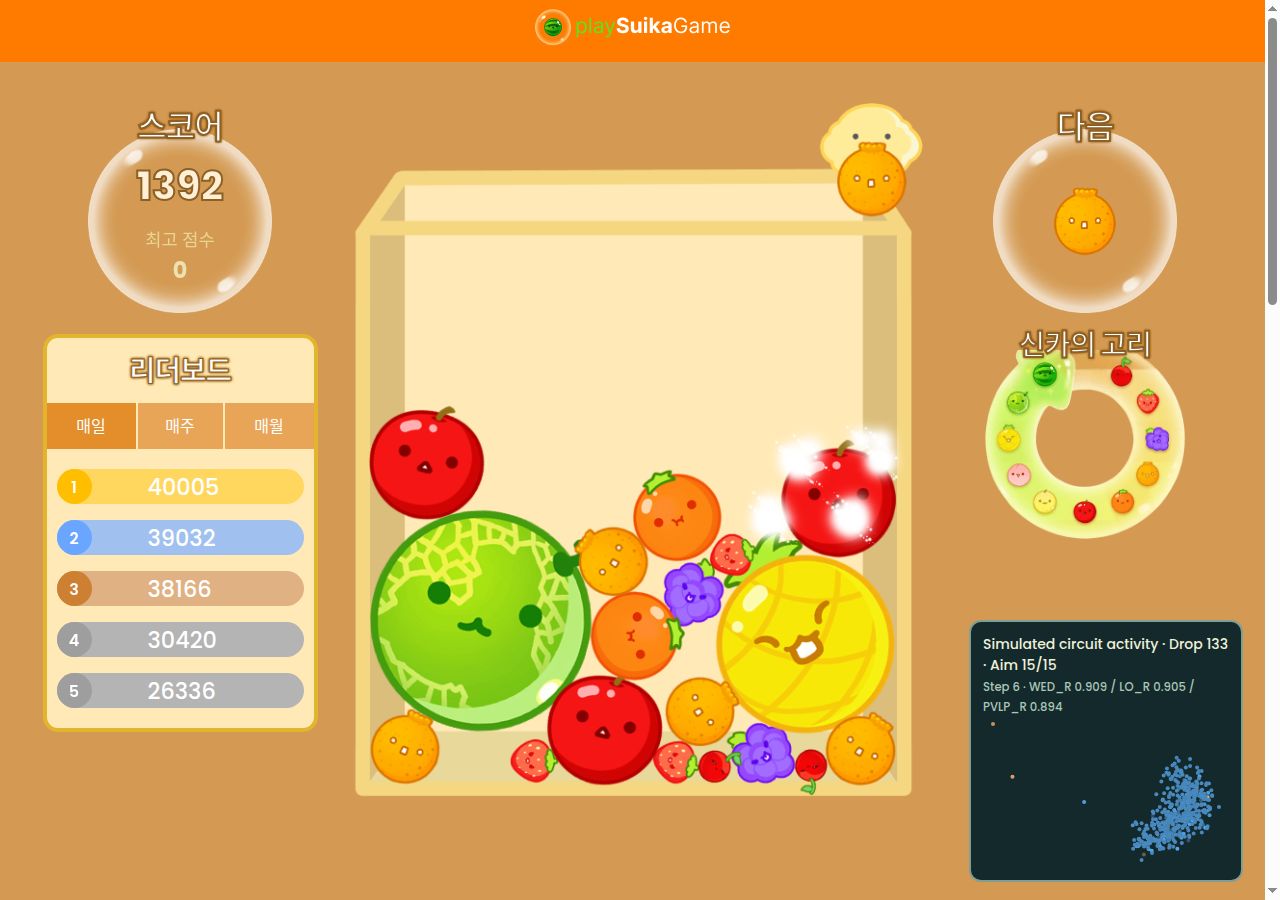 playSuikaGame
스코어
1392
최고 점수
0
다음
신카의 고리
리더보드
매일 매주 매월
1 40005
2 39032
3 38166
4 30420
5 26336
Simulated circuit activity · Drop 133
· Aim 15/15
Step 6 · WED_R 0.909 / LO_R 0.905 /
PVLP_R 0.894